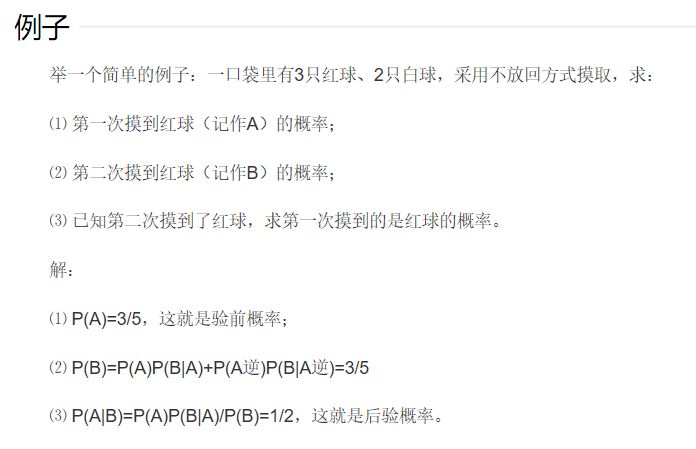 例子
举一个简单的例子：一口袋里有3只红球、2只白球，采用不放回方式摸取，求：
⑴ 第一次摸到红球（记作A）的概率；
⑵ 第二次摸到红球（记作B）的概率；
⑶ 已知第二次摸到了红球，求第一次摸到的是红球的概率。
解：
⑴ P(A)=3/5，这就是验前概率；
⑵ P(B)=P(A)P(B|A)+P(A逆)P(B|A逆)=3/5
⑶ P(A|B)=P(A)P(B|A)/P(B)=1/2，这就是后验概率。